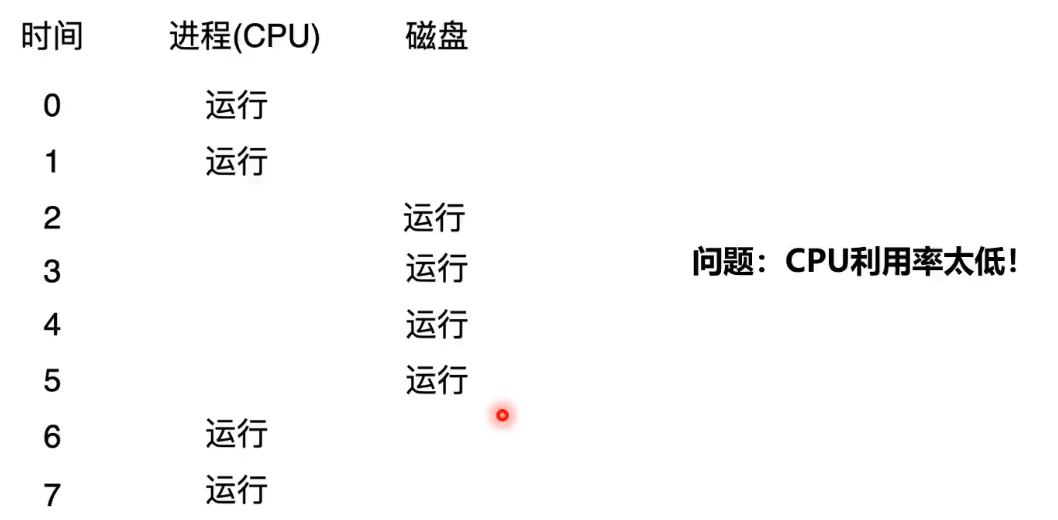 时间 进程(CPU) 磁盘
0 运行
1 运行
2 运行
3 运行
4 运行
5 运行
6 运行
7 运行
问题：CPU利用率太低！